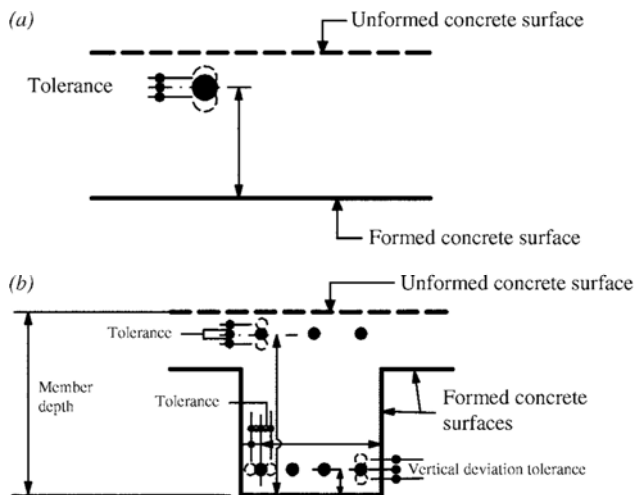 (a)
Unformed concrete surface
Tolerance
Formed concrete surface
(b)
Unformed concrete surface
Tolerance
Member
depth
Tolerance
Formed concrete
surfaces
Vertical deviation tolerance